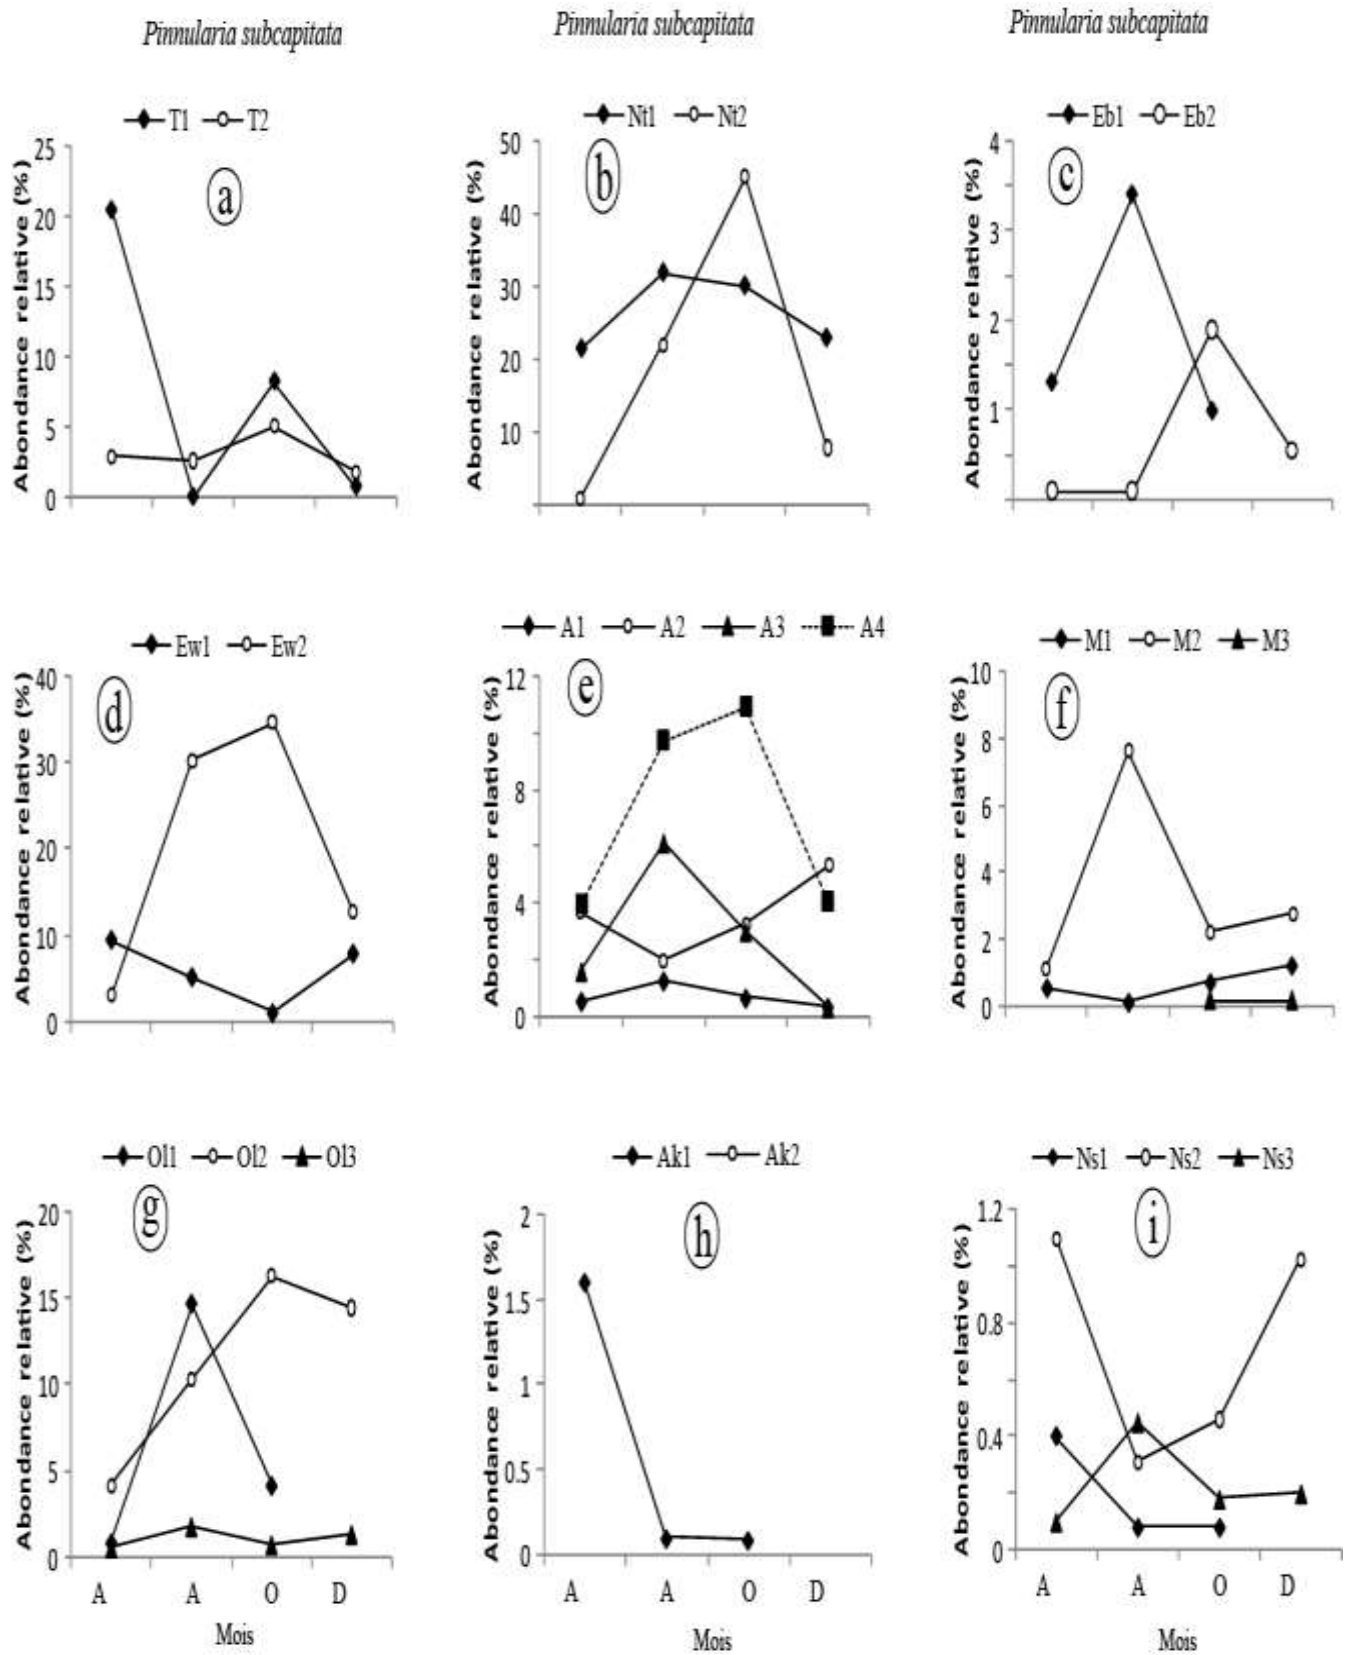 Pinnularia subcapitata
Pinnularia subcapitata
Pinnularia subcapitata
T1 T2
25
20
15
10
5
0
Abondance relative (%)
a
Nt1 Nt2
50
40
30
20
10
Abondance relative (%)
b
Eb1 Eb2
4
3
2
1
Abondance relative (%)
c
Ew1 Ew2
40
30
20
10
0
Abondance relative (%)
d
A1 A2 A3 A4
12
8
4
0
Abondance relative (%)
e
M1 M2 M3
10
8
6
4
2
0
Abondance relative (%)
f
Ol1 Ol2 Ol3
20
15
10
5
0
Abondance relative (%)
g
A A O D
Mois
Ak1 Ak2
2
1.5
1
0.5
0
Abondance relative (%)
h
A A O D
Mois
Ns1 Ns2 Ns3
1.2
0.8
0.4
0
Abondance relative (%)
i
A A O D
Mois